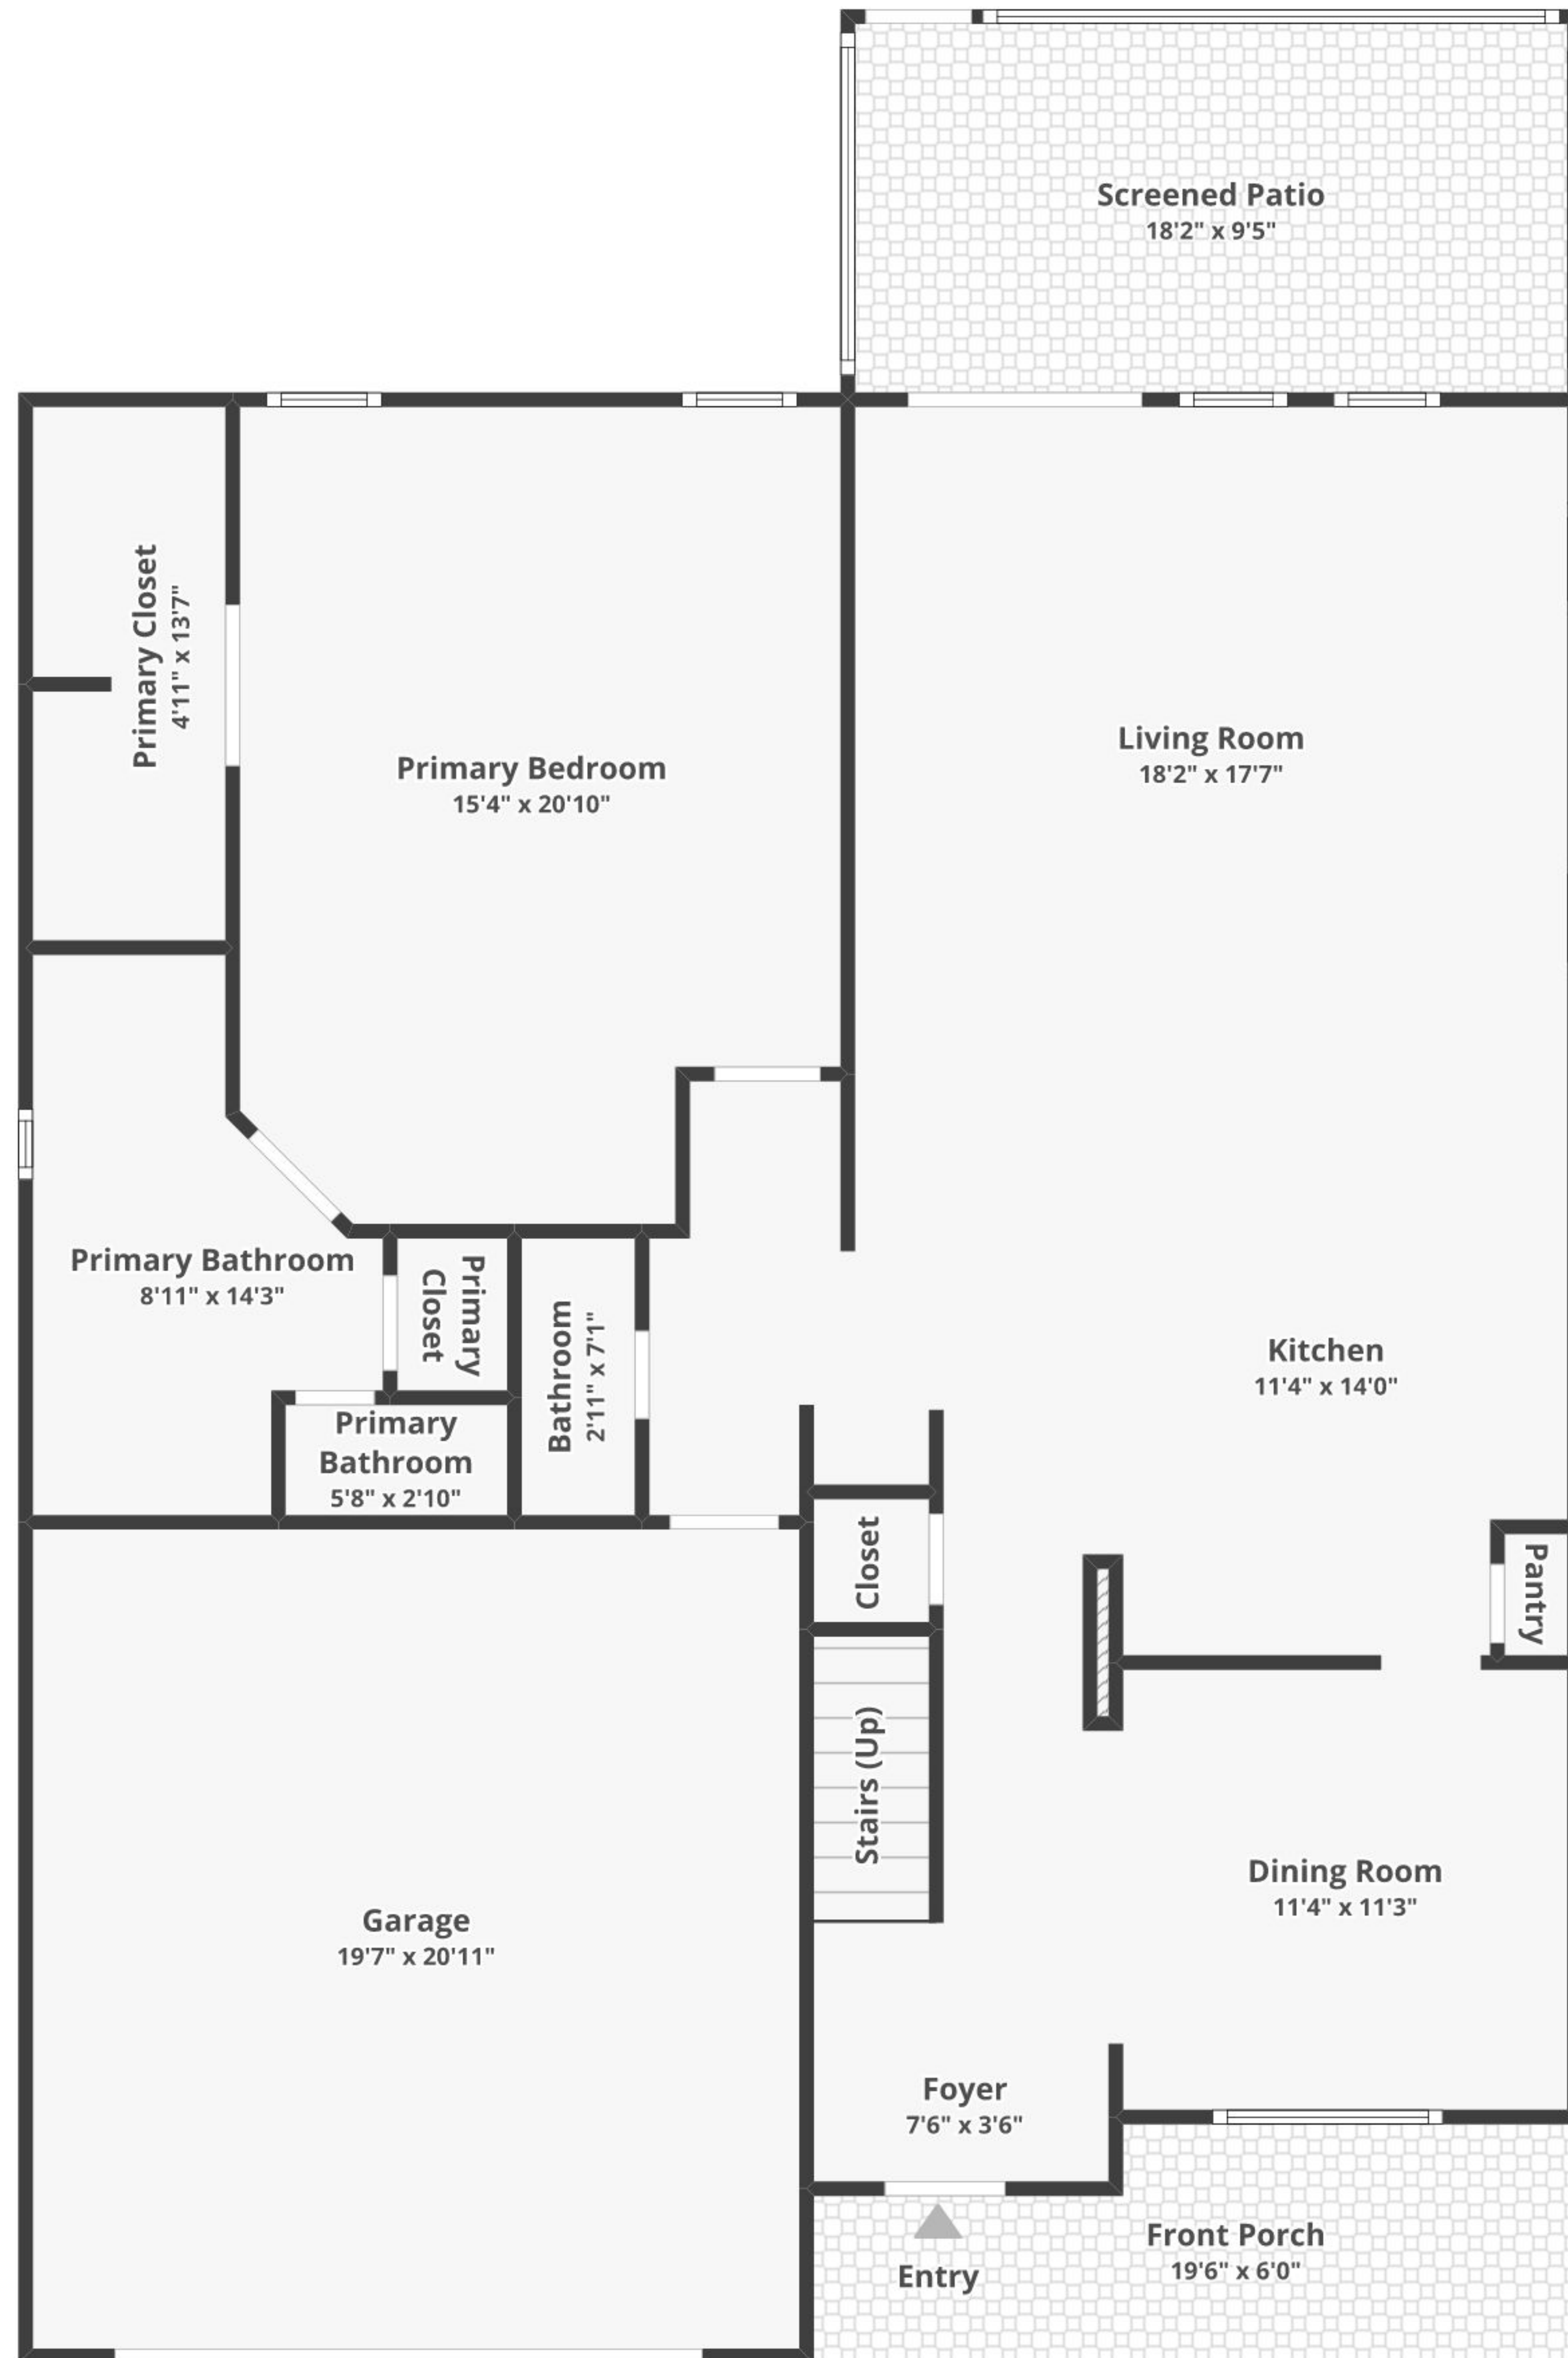 Screened Patio
18'2" x 9'5"
Primary Closet
4'11" x 13'7"
Primary Bedroom
15'4" x 20'10"
Living Room
18'2" x 17'7"
Primary Bathroom
8'11" x 14'3"
Primary
Closet
Bathroom
2'11" x 7'1"
Kitchen
11'4" x 14'0"
Primary
Bathroom
5'8" x 2'10"
Closet
Pantry
Stairs (Up)
Dining Room
11'4" x 11'3"
Garage
19'7" x 20'11"
Foyer
7'6" x 3'6"
Front Porch
19'6" x 6'0"
Entry